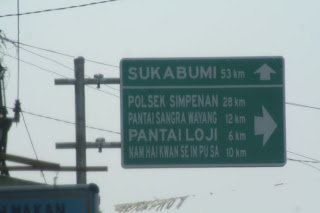 SUKABUMI 53 km
POLSEK SIMPENAN 28 km
PANTAI SANGRA WAYANG 12 km
PANTAI LOJI 6 km
NAM HAI KWAN SE IM PU SA 10 km